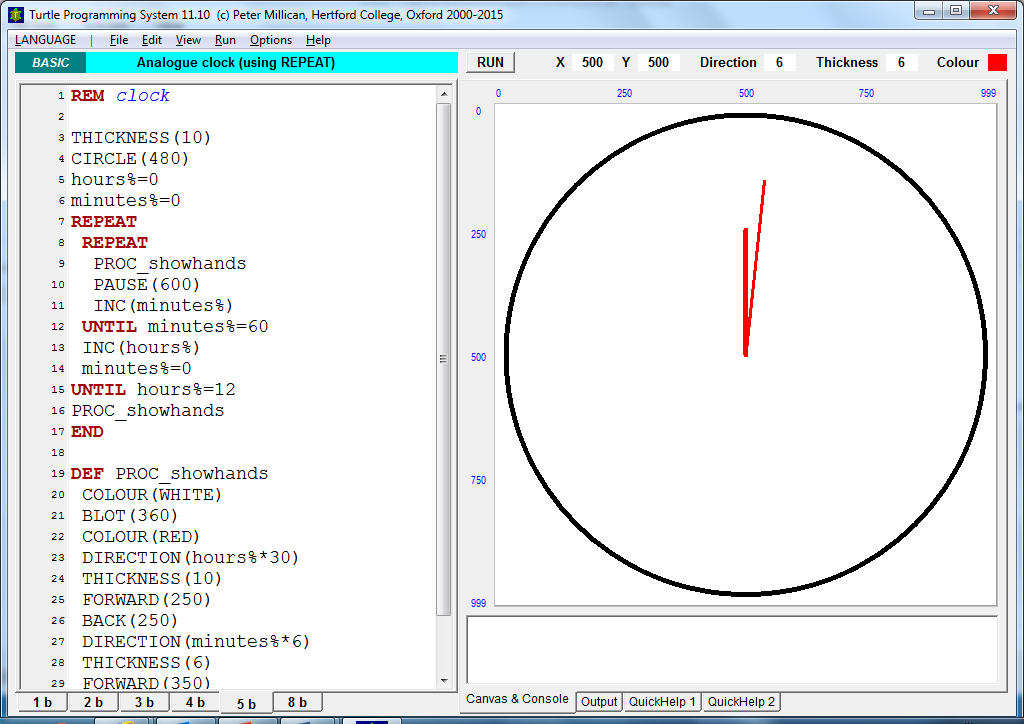 Turtle Programming System 11.10 (c) Peter Millican, Hertford College, Oxford 2000-2015
LANGUAGE | File Edit View Run Options Help
BASIC Analogue clock (using REPEAT)
RUN X 500 Y 500 Direction 6 Thickness 6 Colour
1 REM clock
2
3 THICKNESS(10)
4 CIRCLE(480)
5 hours%=0
6 minutes%=0
7 REPEAT
8 REPEAT
9 PROC_showhands
10 PAUSE(600)
11 INC(minutes%)
12 UNTIL minutes%=60
13 INC(hours%)
14 minutes%=0
15 UNTIL hours%=12
16 PROC_showhands
17 END
18
19 DEF PROC_showhands
20 COLOUR(WHITE)
21 BLOT(360)
22 COLOUR(RED)
23 DIRECTION(hours%*30)
24 THICKNESS(10)
25 FORWARD(250)
26 BACK(250)
27 DIRECTION(minutes%*6)
28 THICKNESS(6)
29 FORWARD(350)
1 b 2 b 3 b 4 b 5 b 8 b
0 250 500 750 999
0
250
500
750
999
Canvas & Console Output QuickHelp 1 QuickHelp 2